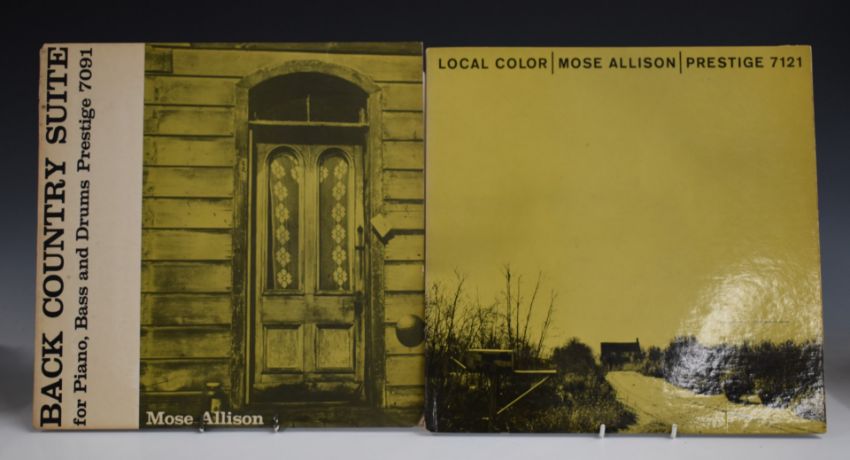 BACK COUNTRY SUITE
for Piano, Bass and Drums Prestige 7091
Mose Allison
LOCAL COLOR | MOSE ALLISON | PRESTIGE 7121